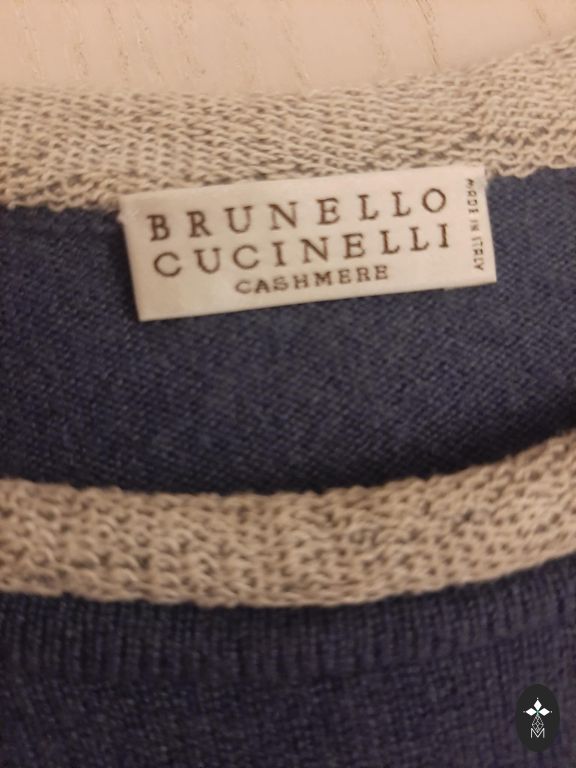 BRUNELLO
CUCINELLI
CASHMERE
MADE IN ITALY
M